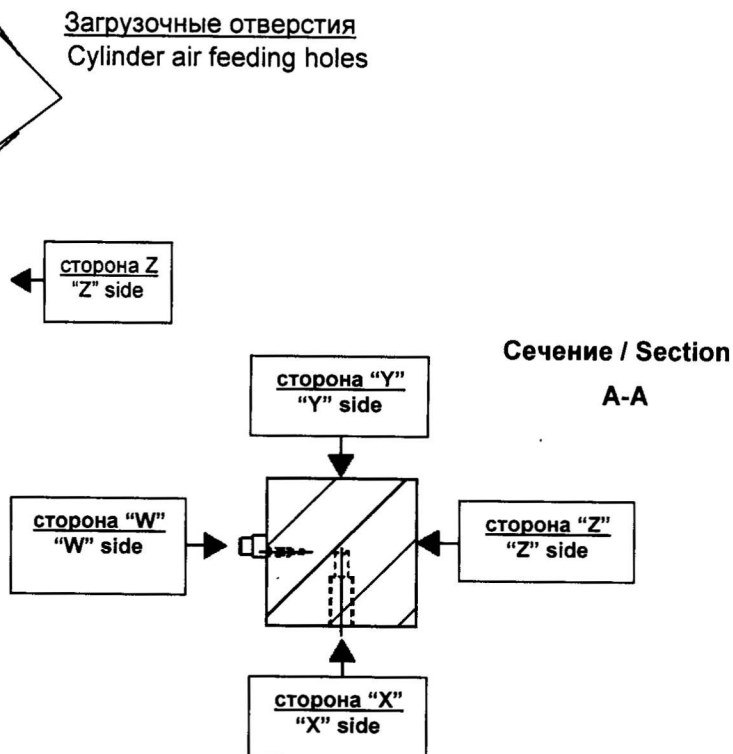 Загрузочные отверстия
Cylinder air feeding holes
сторона Z
“Z” side
Сечение / Section
A-A
сторона “Y”
“Y” side
сторона “W”
“W” side
сторона “Z”
“Z” side
сторона “X”
“X” side